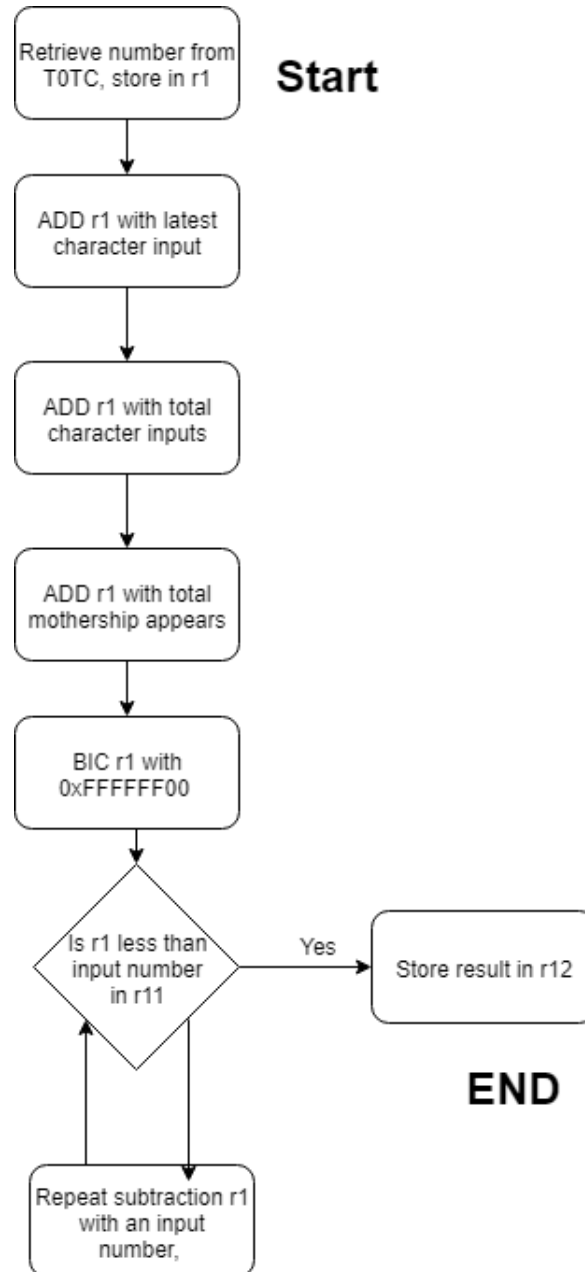 Retrieve number from
T0TC, store in r1
Start
ADD r1 with latest
character input
ADD r1 with total
character inputs
ADD r1 with total
mothership appears
BIC r1 with
0xFFFFFF00
Is r1 less than
input number
in r11
Yes
Store result in r12
END
Repeat subtraction r1
with an input
number,